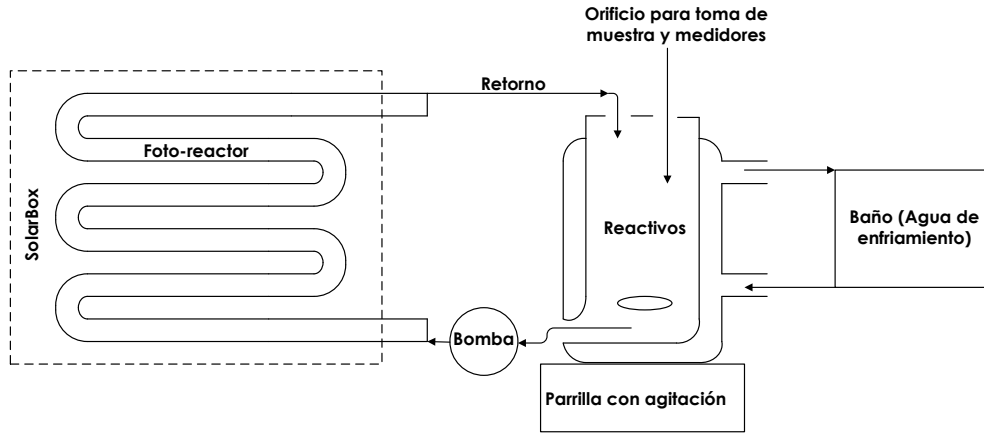 Orificio para toma de
muestra y medidores
Retorno
Foto-reactor
SolarBox
Reactivos
Baño (Agua de
enfriamiento)
Bomba
Parrilla con agitación